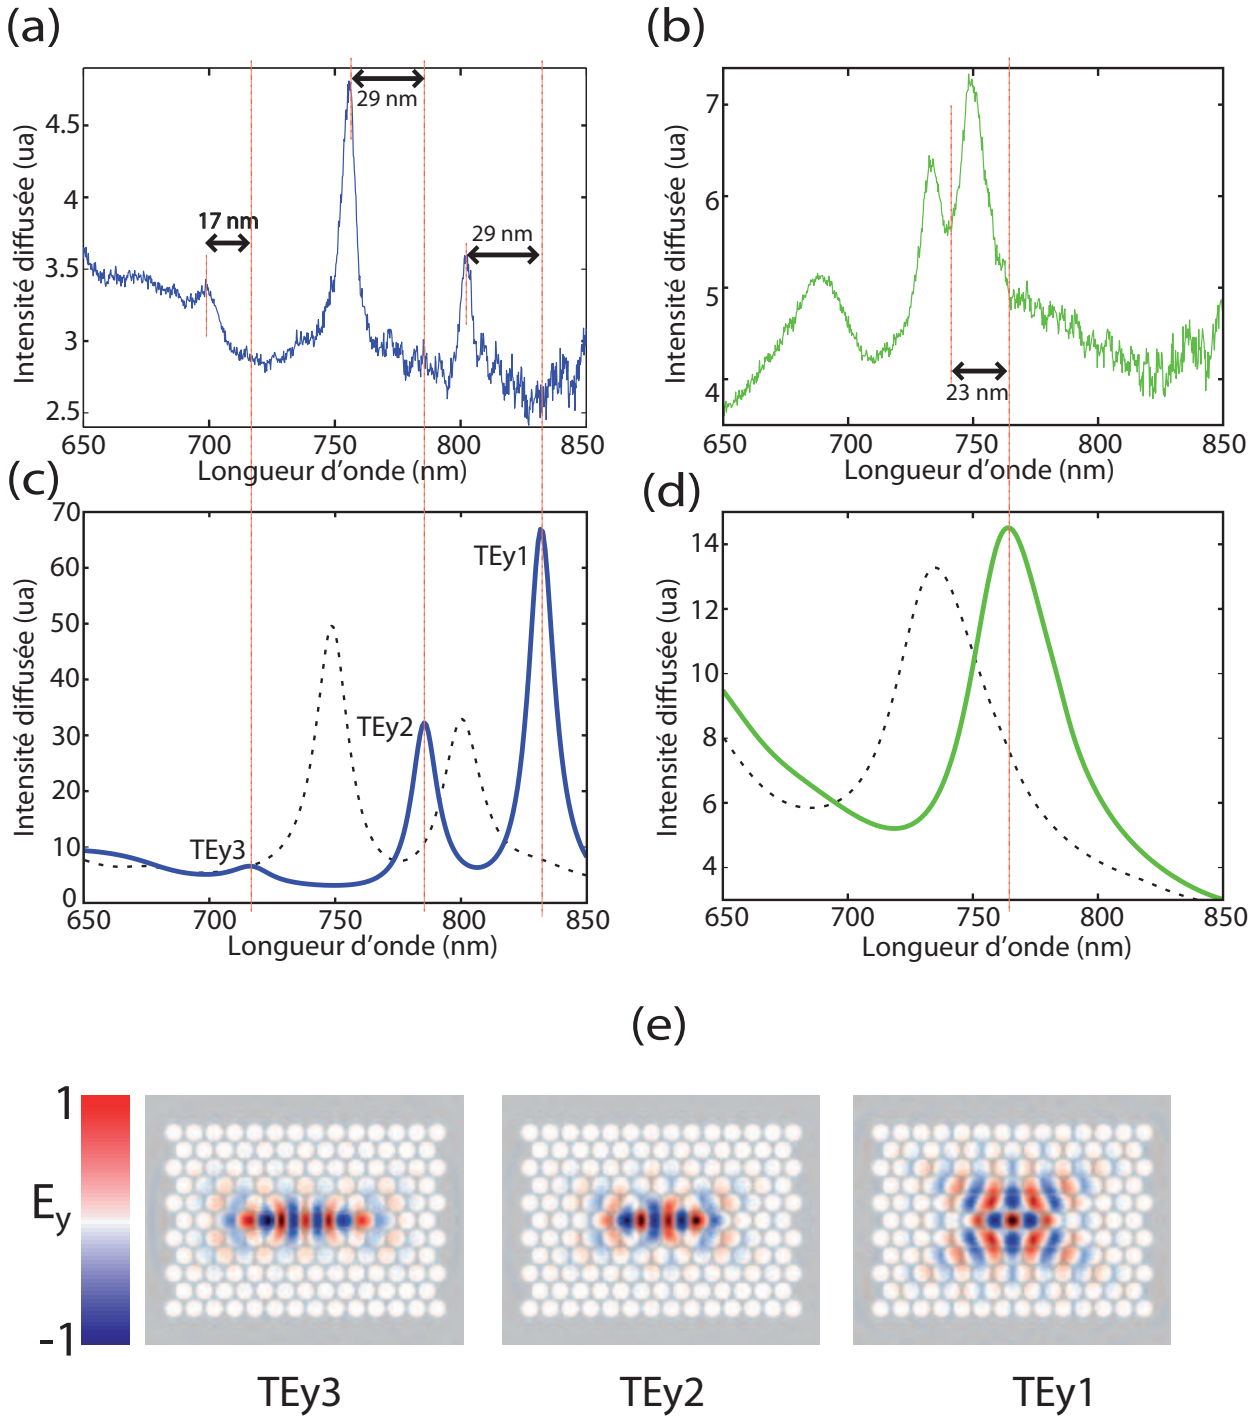 (a)
(b)
29 nm
17 nm
29 nm
23 nm
Intensité diffusée (ua)
4.5
4
3.5
3
2.5
650 700 750 800 850
Longueur d'onde (nm)
Intensité diffusée (ua)
7
6
5
4
650 700 750 800 850
Longueur d'onde (nm)
(c)
(d)
Intensité diffusée (ua)
70
60
50
40
30
20
10
0
TEy1
TEy2
TEy3
650 700 750 800 850
Longueur d'onde (nm)
Intensité diffusée (ua)
14
12
10
8
6
4
650 700 750 800 850
Longueur d'onde (nm)
(e)
1
Ey
-1
TEy3 TEy2 TEy1